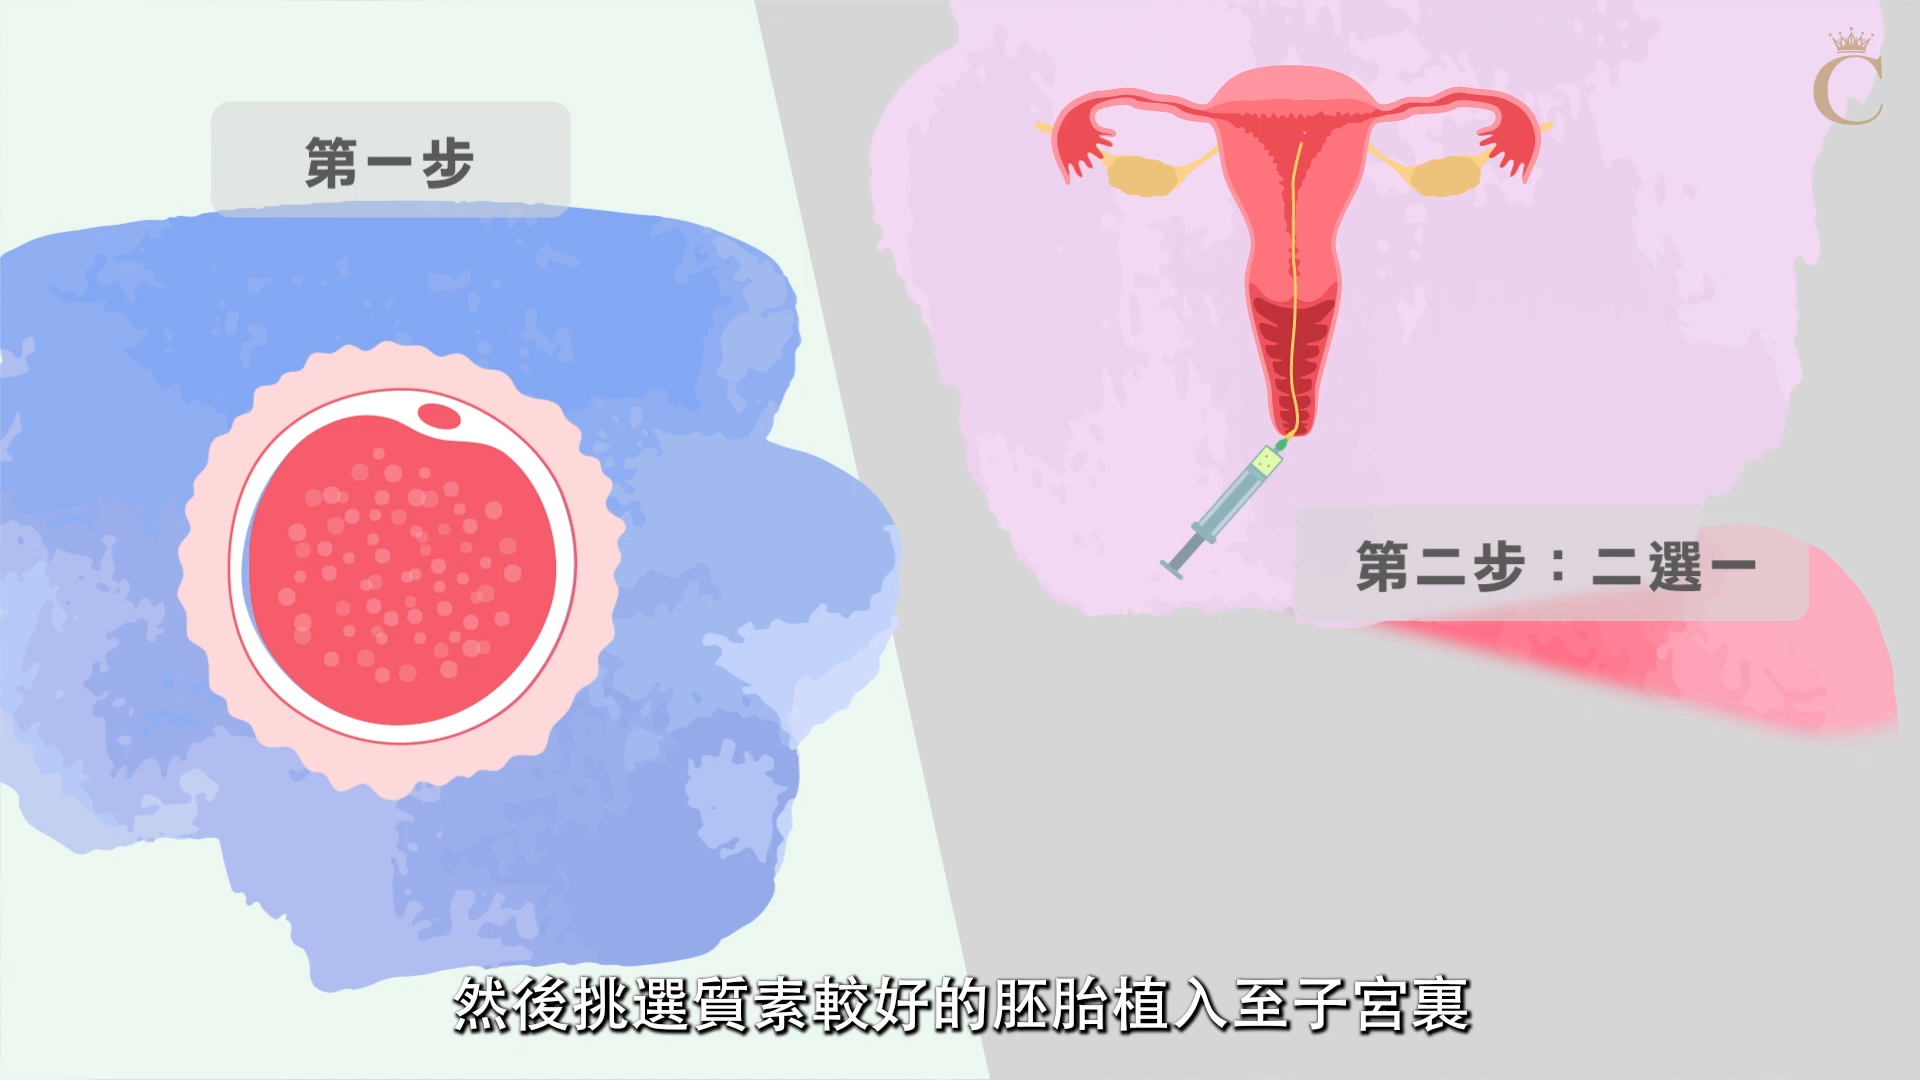 第一步
C
第二步：二選一
然後挑選質素較好的胚胎植入至子宮裏